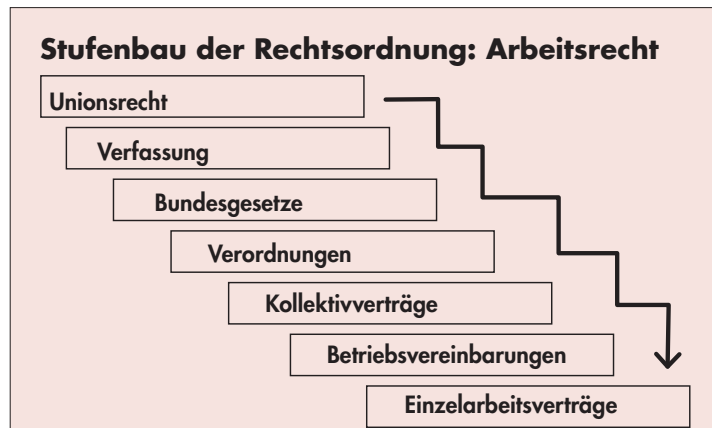 Stufenbau der Rechtsordnung: Arbeitsrecht
Unionsrecht
Verfassung
Bundesgesetze
Verordnungen
Kollektivverträge
Betriebsvereinbarungen
Einzelarbeitsverträge